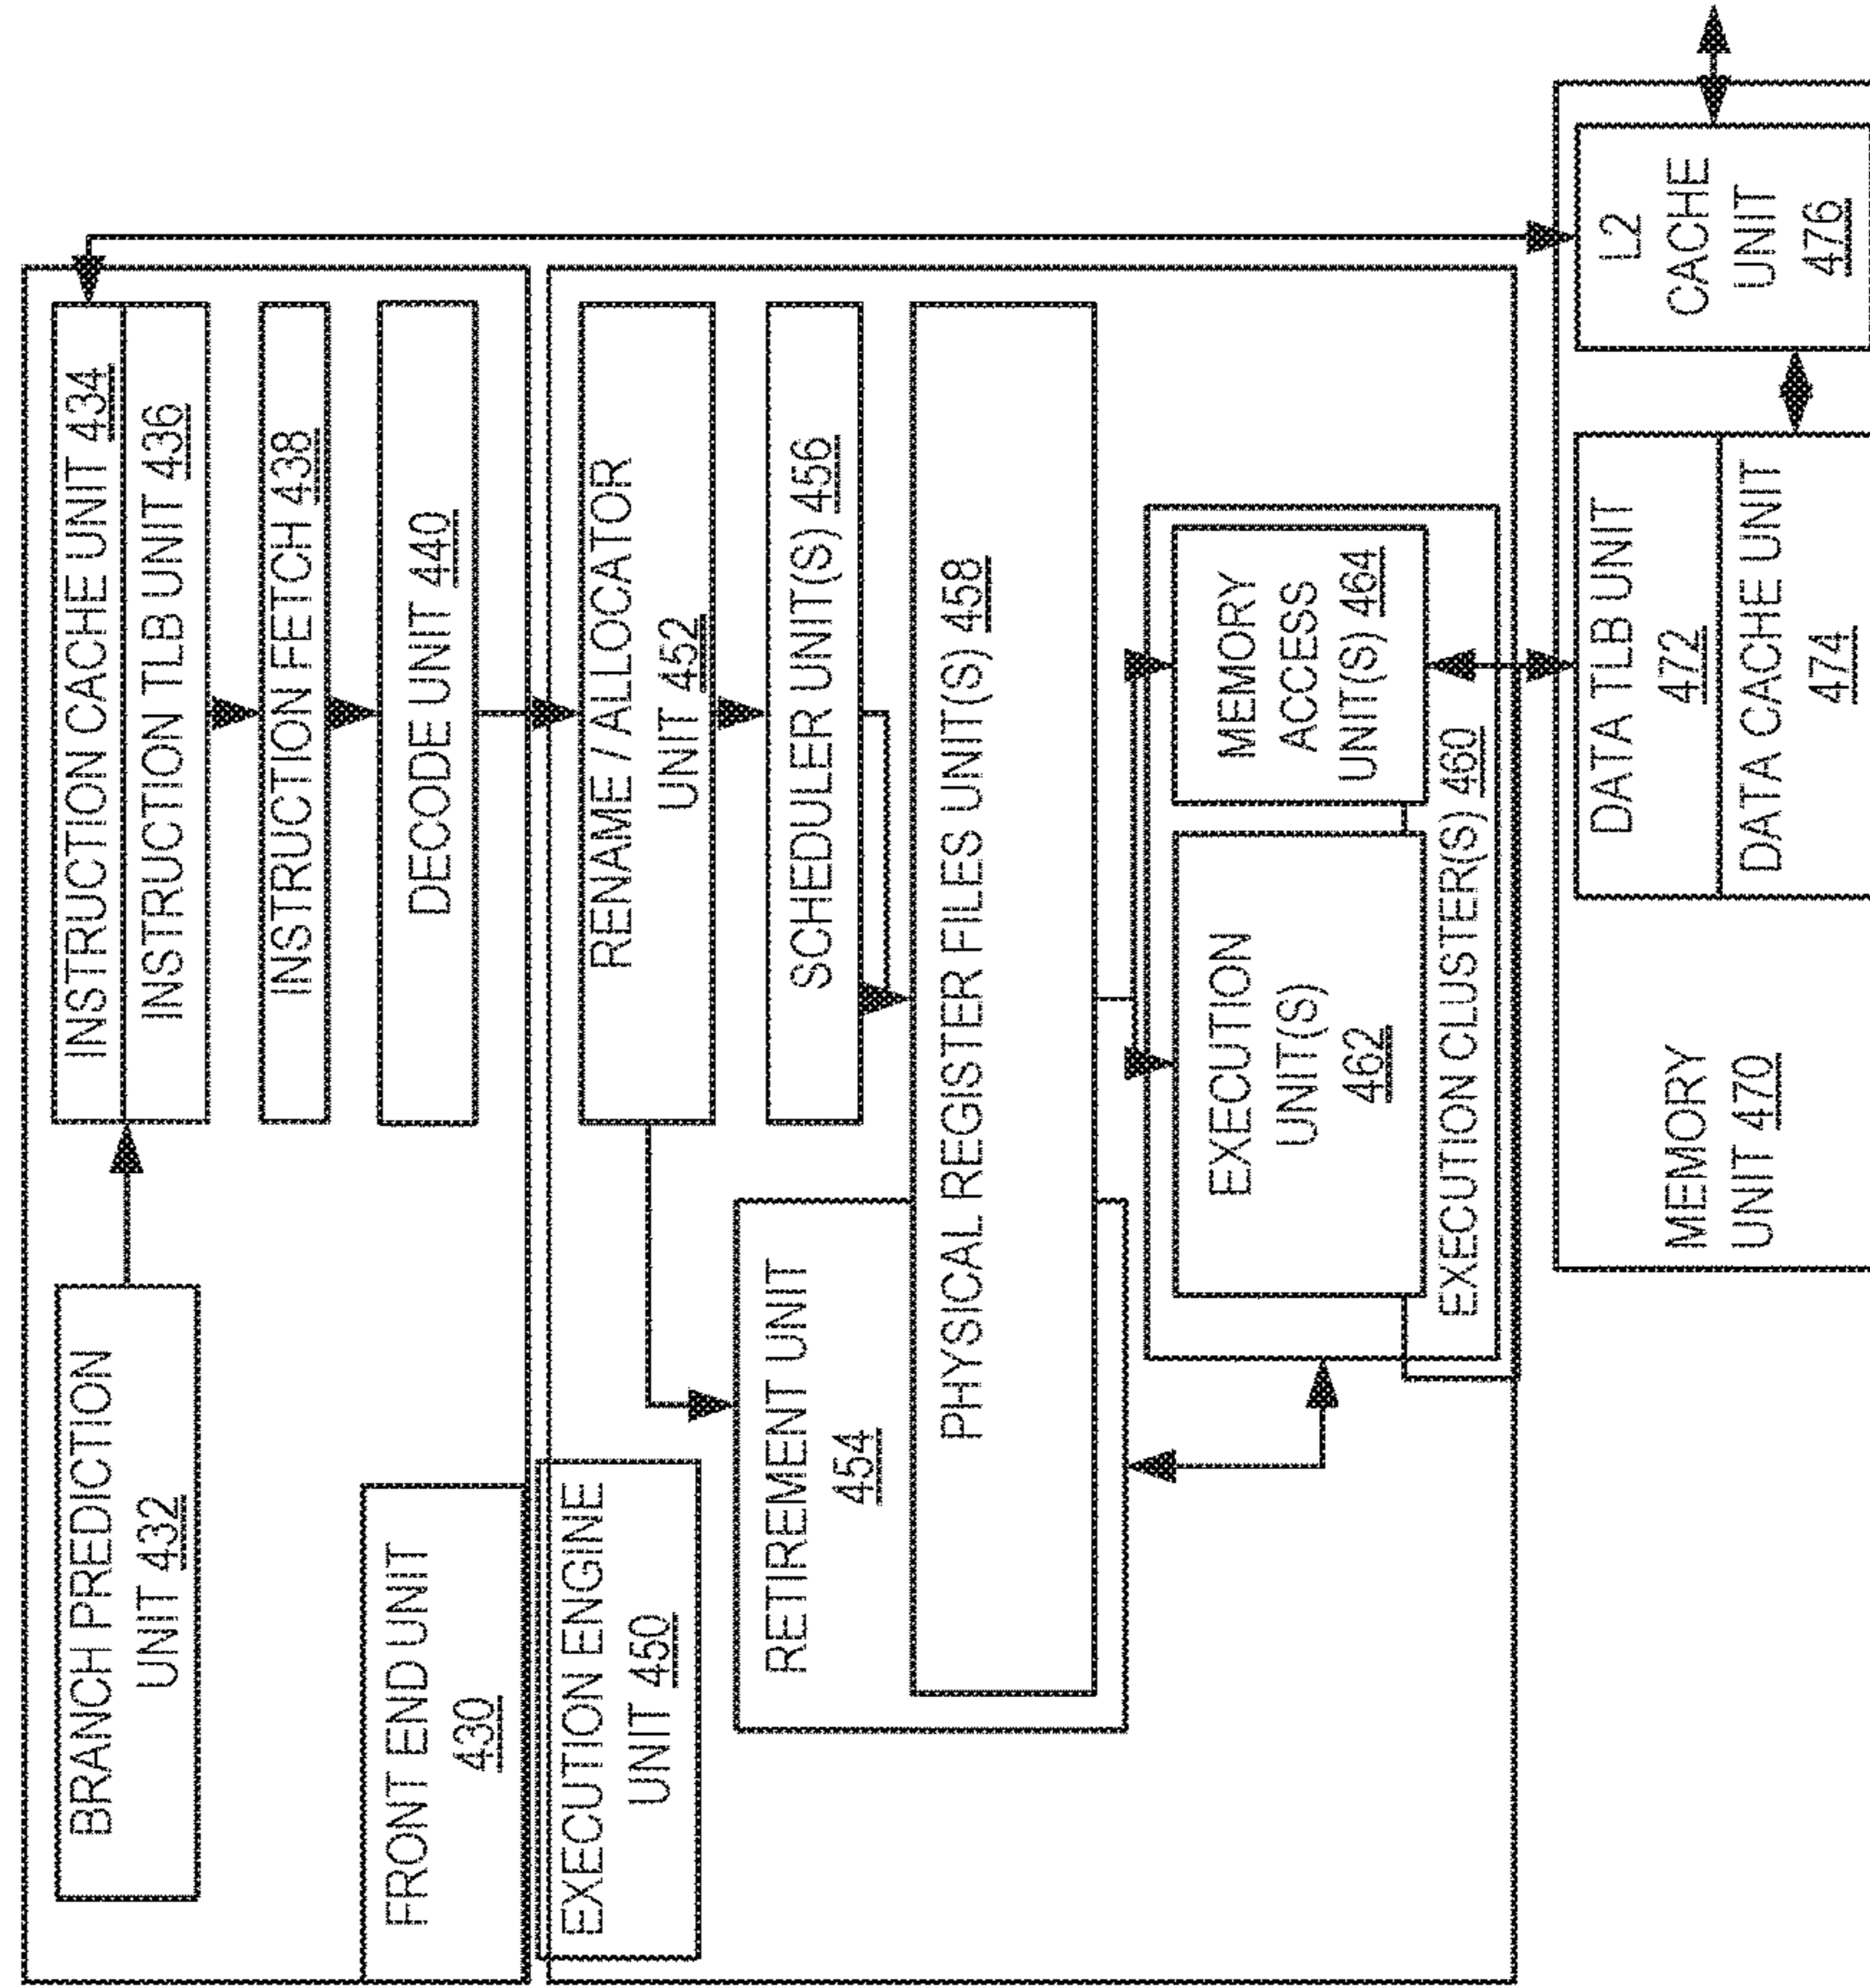 BRANCH PREDICTION
UNIT 432
INSTRUCTION CACHE UNIT 434
INSTRUCTION TLB UNIT 436
INSTRUCTION FETCH 438
DECODE UNIT 440
FRONT END UNIT
430
EXECUTION ENGINE
UNIT 450
RENAME / ALLOCATOR
UNIT 452
SCHEDULER UNIT(S) 456
RETIREMENT UNIT
454
PHYSICAL REGISTER FILES UNIT(S) 458
EXECUTION
UNIT(S)
462
MEMORY
ACCESS
UNIT(S) 464
EXECUTION CLUSTER(S) 460
MEMORY
UNIT 470
DATA TLB UNIT
472
DATA CACHE UNIT
474
L2
CACHE
UNIT
476